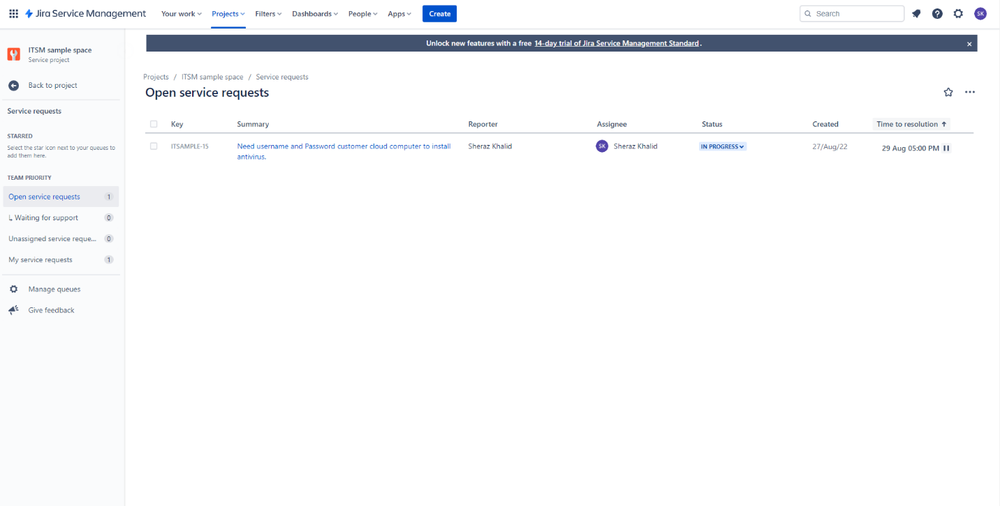 Jira Service Management Your work Projects Filters Dashboards People Apps Create Search SK
Unlock new features with a free 14-day trial of Jira Service Management Standard.
ITSM sample space
Service project
Back to project
Service requests
STARRED
Select the star icon next to your queues to
add them here.
TEAM PRIORITY
Open service requests 1
Waiting for support 0
Unassigned service reque... 0
My service requests 1
Manage queues
Give feedback
Projects / ITSM sample space / Service requests
Open service requests
Key Summary Reporter Assignee Status Created Time to resolution
ITSAMPLE-15 Need username and Password customer cloud computer to install Sheraz Khalid SK Sheraz Khalid IN PROGRESS 27/Aug/22 29 Aug 05:00 PM
antivirus.